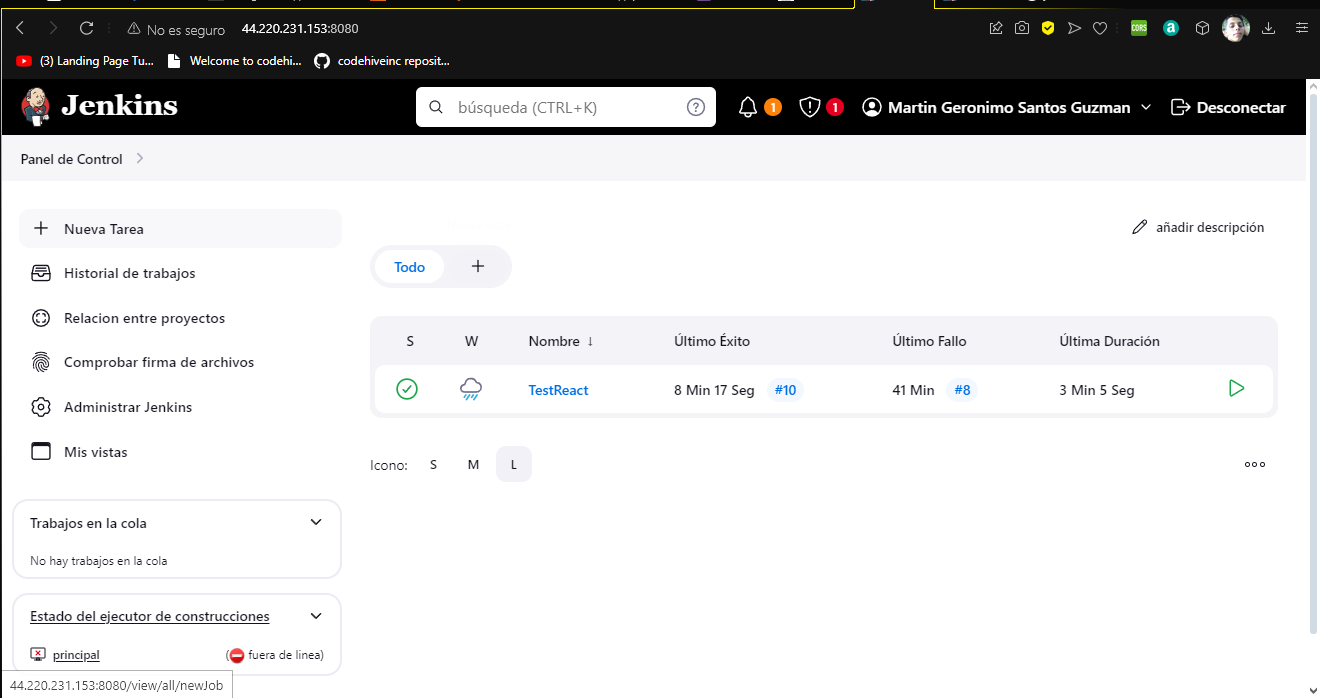 No es seguro 44.220.231.153:8080
CORS
a
(3) Landing Page Tu... Welcome to codehi... codehiveinc reposit...
Jenkins búsqueda (CTRL+K) ? 1 1 Martin Geronimo Santos Guzman Desconectar
Panel de Control
Nueva Tarea
Historial de trabajos
Relacion entre proyectos
Comprobar firma de archivos
Administrar Jenkins
Mis vistas
Trabajos en la cola
No hay trabajos en la cola
Estado del ejecutor de construcciones
principal (fuera de linea)
añadir descripción
Todo +
S W Nombre ↓ Último Éxito Último Fallo Última Duración
TestReact 8 Min 17 Seg #10 41 Min #8 3 Min 5 Seg
Icono: S M L
44.220.231.153:8080/view/all/newJob